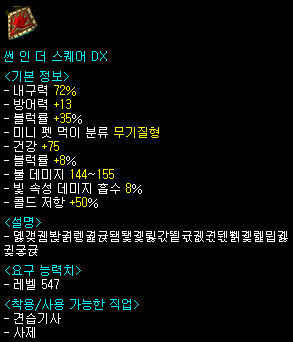 썬 인 더 스퀘어 DX
<기본 정보>
- 내구력 72%
- 방어력 +13
- 블럭률 +35%
- 미니 펫 먹이 분류 무기질형
- 건강 +75
- 블럭률 +8%
- 불 데미지 144~155
- 빛 속성 데미지 흡수 8%
- 콜드 저항 +50%
<설명>
<요구 능력치>
- 레벨 547
<착용/사용 가능한 직업>
- 견습기사
- 사제